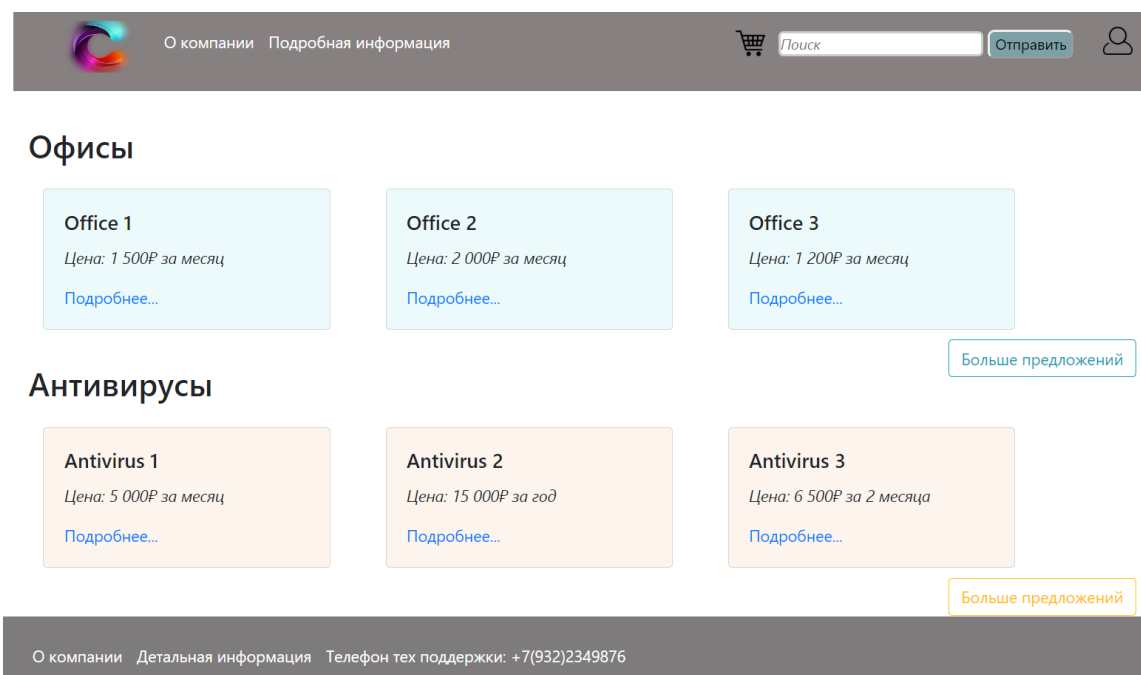 О компании Подробная информация Поиск Отправить
Офисы
Office 1 Office 2 Office 3
Цена: 1 500₽ за месяц Цена: 2 000₽ за месяц Цена: 1 200₽ за месяц
Подробнее... Подробнее... Подробнее...
Больше предложений
Антивирусы
Antivirus 1 Antivirus 2 Antivirus 3
Цена: 5 000₽ за месяц Цена: 15 000₽ за год Цена: 6 500₽ за 2 месяца
Подробнее... Подробнее... Подробнее...
Больше предложений
О компании Детальная информация Телефон тех поддержки: +7(932)2349876